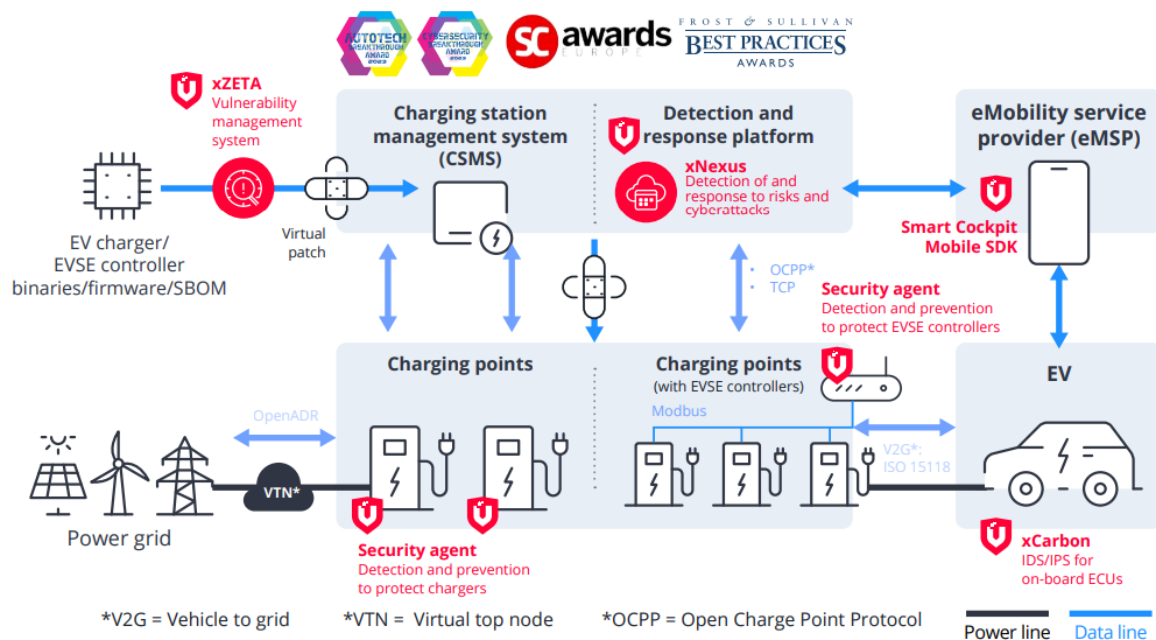 AUTOTECH
BREAKTHROUGH
AWARD
CYBERSECURITY
BREAKTHROUGH
AWARD
SC awards
EUROPE
FROST & SULLIVAN
BEST PRACTICES
AWARDS
xZETA
Vulnerability
management
system
Charging station
management system
(CSMS)
Detection and
response platform
xNexus
Detection of and
response to risks and
cyberattacks
eMobility service
provider (eMSP)
Smart Cockpit
Mobile SDK
Virtual
patch
EV charger/
EVSE controller
binaries/firmware/SBOM
• OCPP*
• TCP
Security agent
Detection and prevention
to protect EVSE controllers
Charging points
Charging points
(with EVSE controllers)
EV
OpenADR
Modbus
V2G*:
ISO 15118
VTN*
Power grid
Security agent
Detection and prevention
to protect chargers
xCarbon
IDS/IPS for
on-board ECUs
*V2G = Vehicle to grid
*VTN = Virtual top node
*OCPP = Open Charge Point Protocol
Power line
Data line